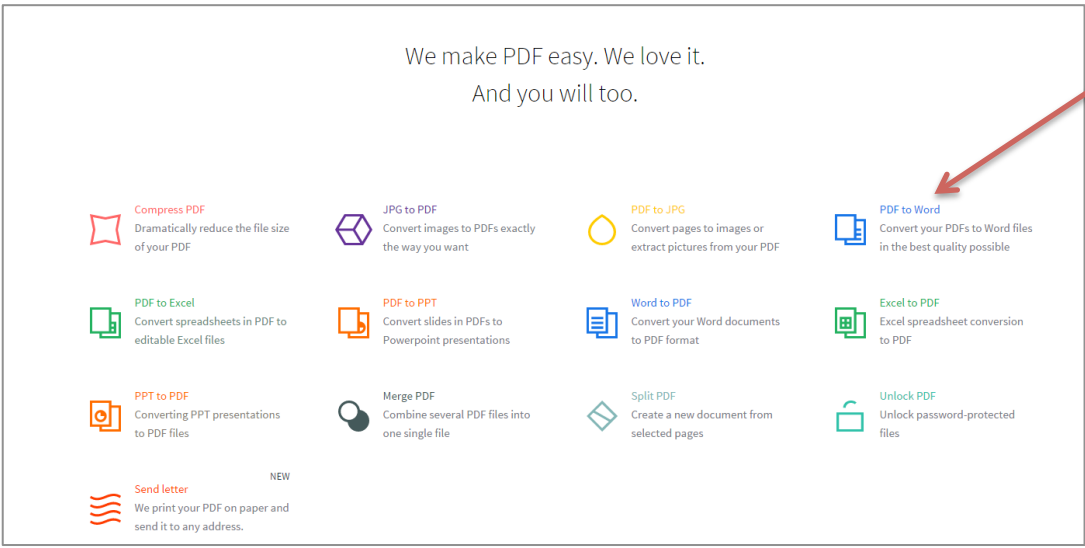 We make PDF easy. We love it.
And you will too.
Compress PDF
Dramatically reduce the file size
of your PDF
JPG to PDF
Convert images to PDFs exactly
the way you want
PDF to JPG
Convert pages to images or
extract pictures from your PDF
PDF to Word
Convert your PDFs to Word files
in the best quality possible
PDF to Excel
Convert spreadsheets in PDF to
editable Excel files
PDF to PPT
Convert slides in PDFs to
Powerpoint presentations
Word to PDF
Convert your Word documents
to PDF format
Excel to PDF
Excel spreadsheet conversion
to PDF
PPT to PDF
Converting PPT presentations
to PDF files
Merge PDF
Combine several PDF files into
one single file
Split PDF
Create a new document from
selected pages
Unlock PDF
Unlock password-protected
files
NEW
Send letter
We print your PDF on paper and
send it to any address.